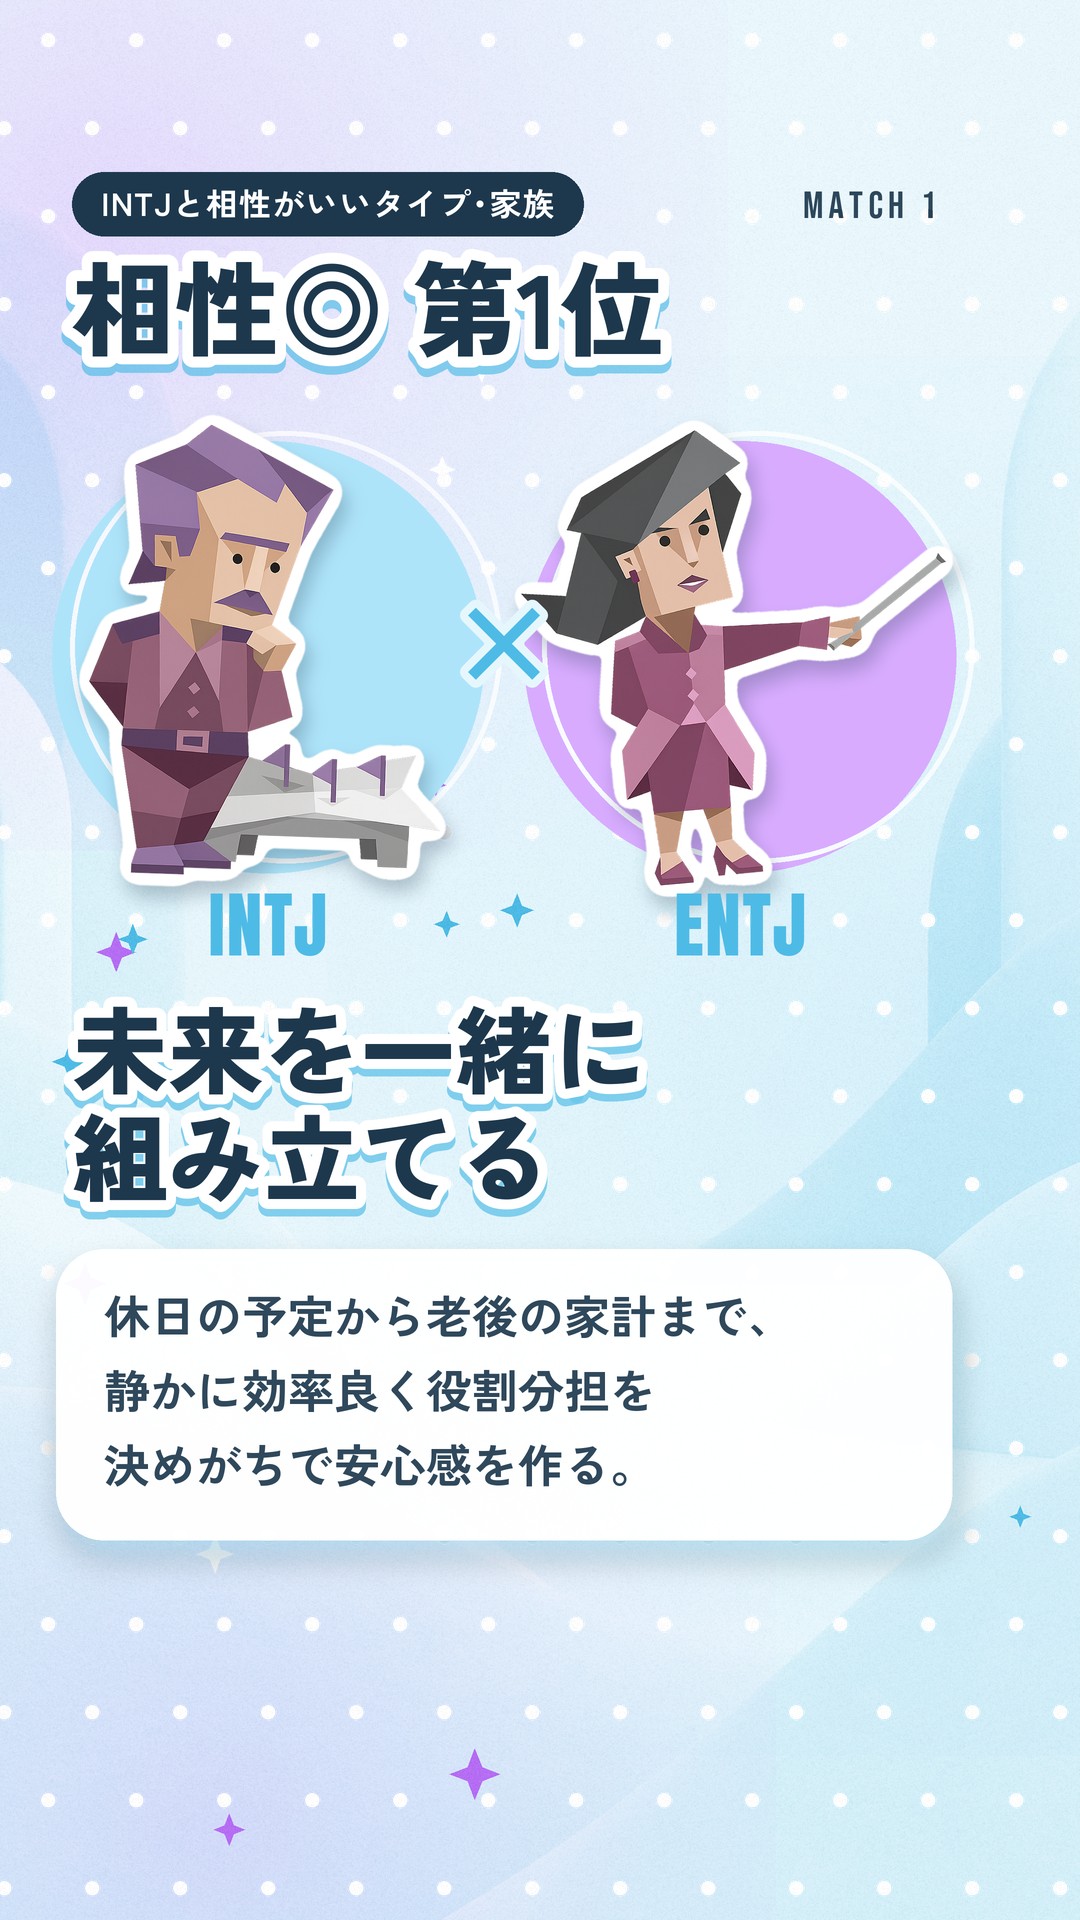 INTJと相性がいいタイプ・家族
MATCH 1
相性◎ 第1位
×
INTJ
ENTJ
未来を一緒に
組み立てる
休日の予定から老後の家計まで、
静かに効率良く役割分担を
決めがちで安心感を作る。